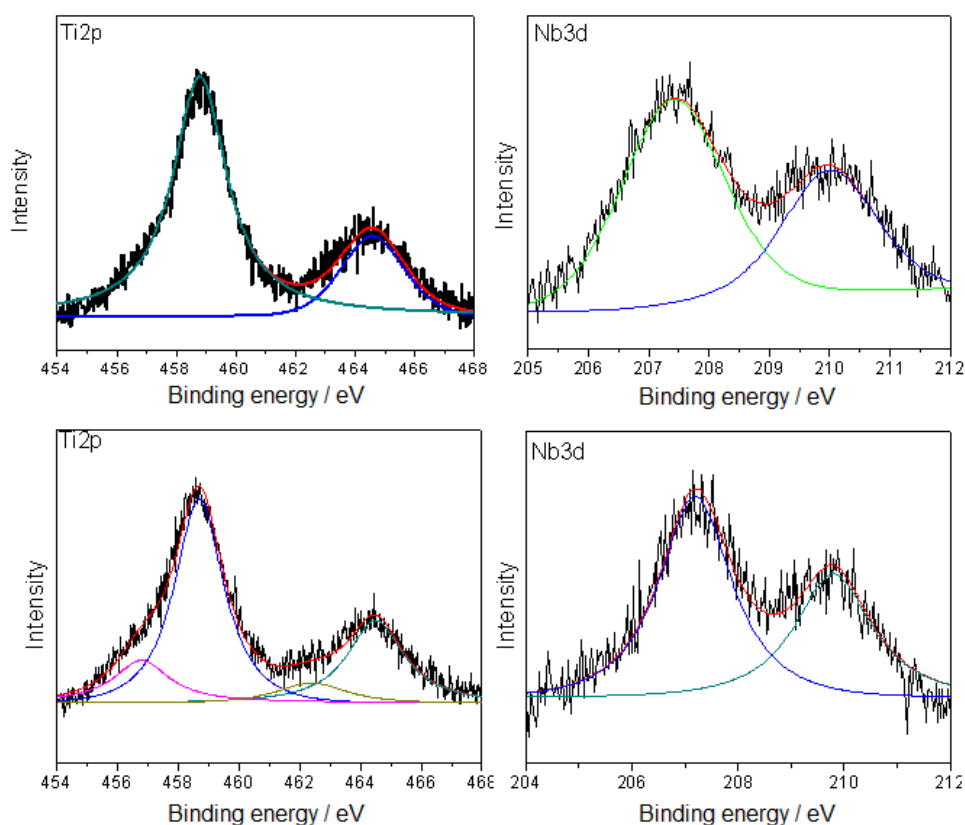 Ti2p
Intensity
454 456 458 460 462 464 466 468
Binding energy / eV
Nb3d
Intensity
205 206 207 208 209 210 211 212
Binding energy / eV
Ti2p
Intensity
454 456 458 460 462 464 466 468
Binding energy / eV
Nb3d
Intensity
204 206 208 210 212
Binding energy / eV